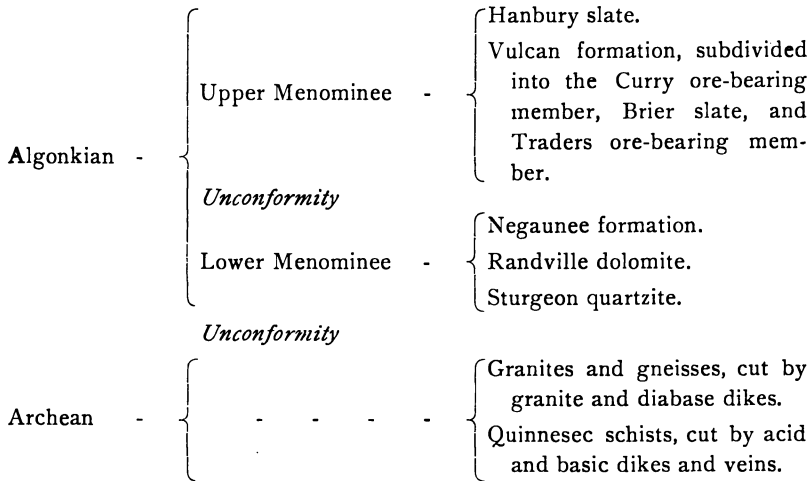 Hanbury slate.
Vulcan formation, subdivided
Upper Menominee - into the Curry ore-bearing
member, Brier slate, and
Traders ore-bearing mem-
Algonkian - ber.
Unconformity
Negaunee formation.
Lower Menominee - Randville dolomite.
Sturgeon quartzite.
Unconformity
Granites and gneisses, cut by
granite and diabase dikes.
Archean - - - - -
Quinnesec schists, cut by acid
and basic dikes and veins.